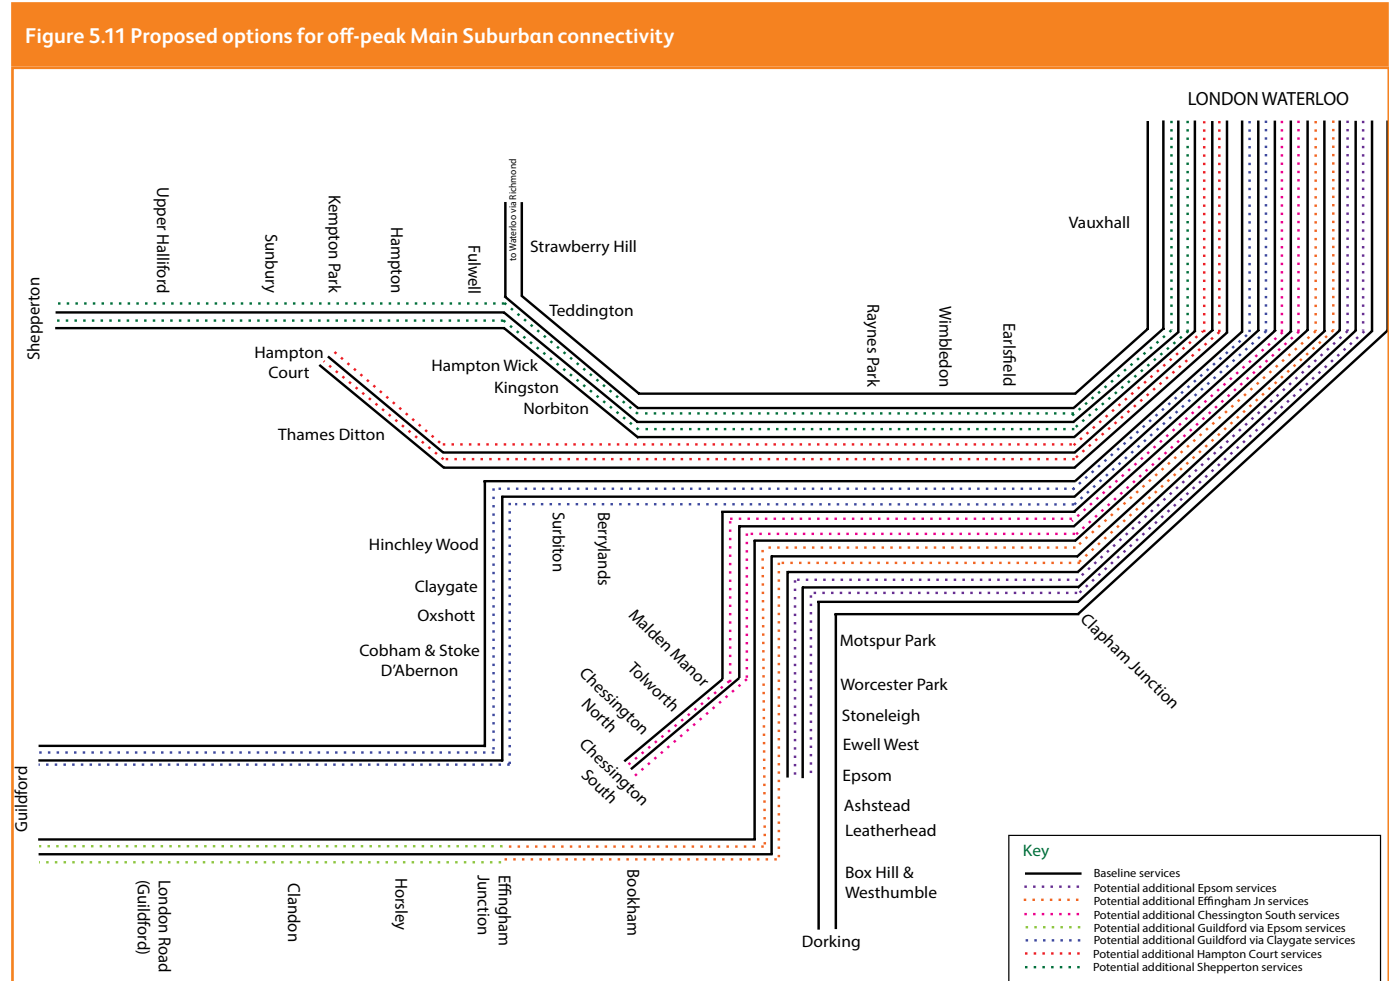 Figure 5.11 Proposed options for off-peak Main Suburban connectivity
LONDON WATERLOO
Vauxhall
to Waterloo via Richmond
Strawberry Hill
Teddington
Shepperton
Upper Halliford
Sunbury
Kempton Park
Hampton
Fulwell
Hampton
Court
Thames Ditton
Hampton Wick
Kingston
Norbiton
Raynes Park
Wimbledon
Earlsfield
Surbiton
Berrylands
Hinchley Wood
Claygate
Oxshott
Cobham & Stoke
D'Abernon
Malden Manor
Tolworth
Chessington
North
Chessington
South
Clapham Junction
Motspur Park
Worcester Park
Stoneleigh
Ewell West
Epsom
Ashstead
Leatherhead
Box Hill &
Westhumble
Dorking
Guildford
London Road
(Guildford)
Clandon
Horsley
Effingham
Junction
Bookham
Key
Baseline services
Potential additional Epsom services
Potential additional Effingham Jn services
Potential additional Chessington South services
Potential additional Guildford via Epsom services
Potential additional Guildford via Claygate services
Potential additional Hampton Court services
Potential additional Shepperton services